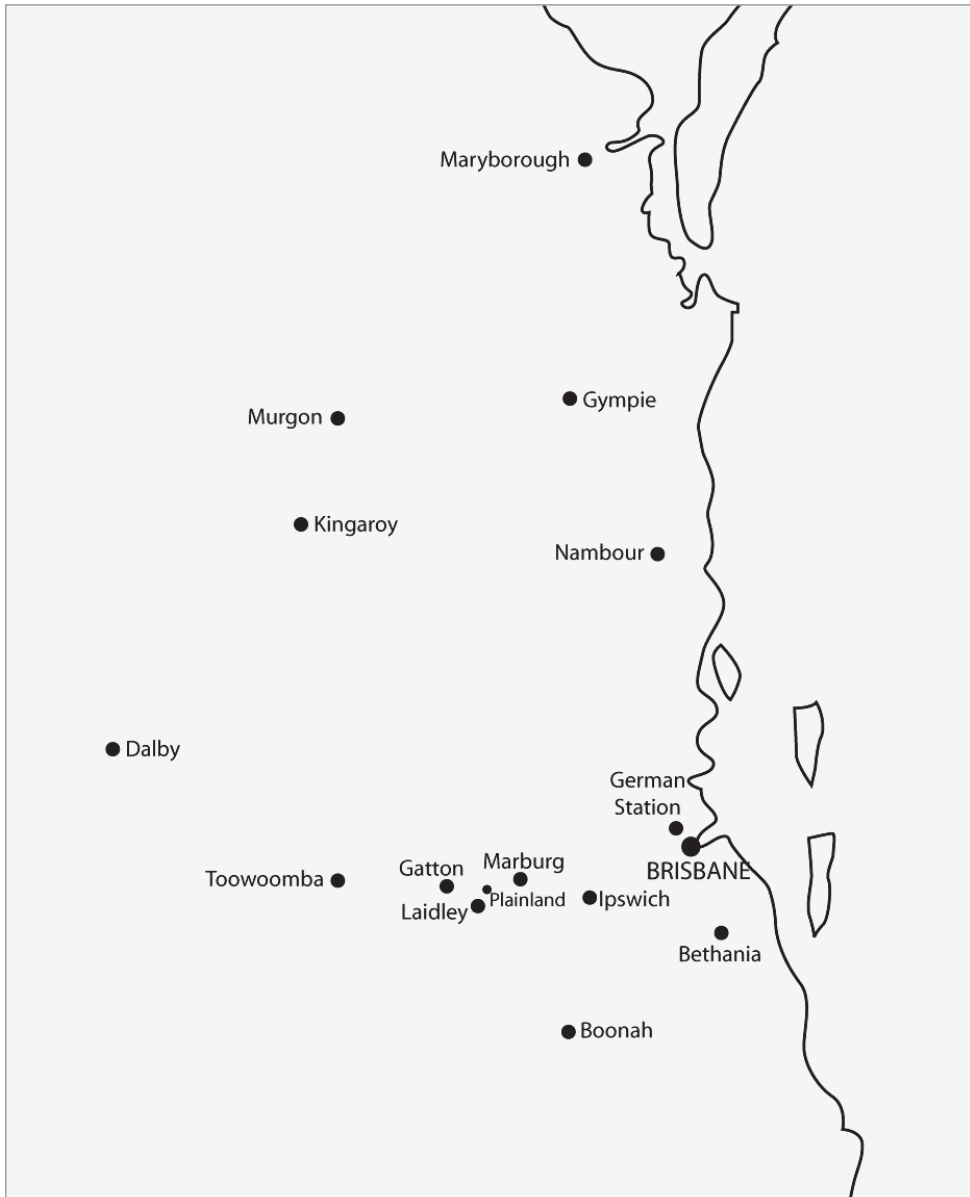 Maryborough
Gympie
Murgon
Kingaroy
Nambour
Dalby
German
Station
BRISBANE
Toowoomba
Gatton
Marburg
Plainland
Laidley
Ipswich
Bethania
Boonah